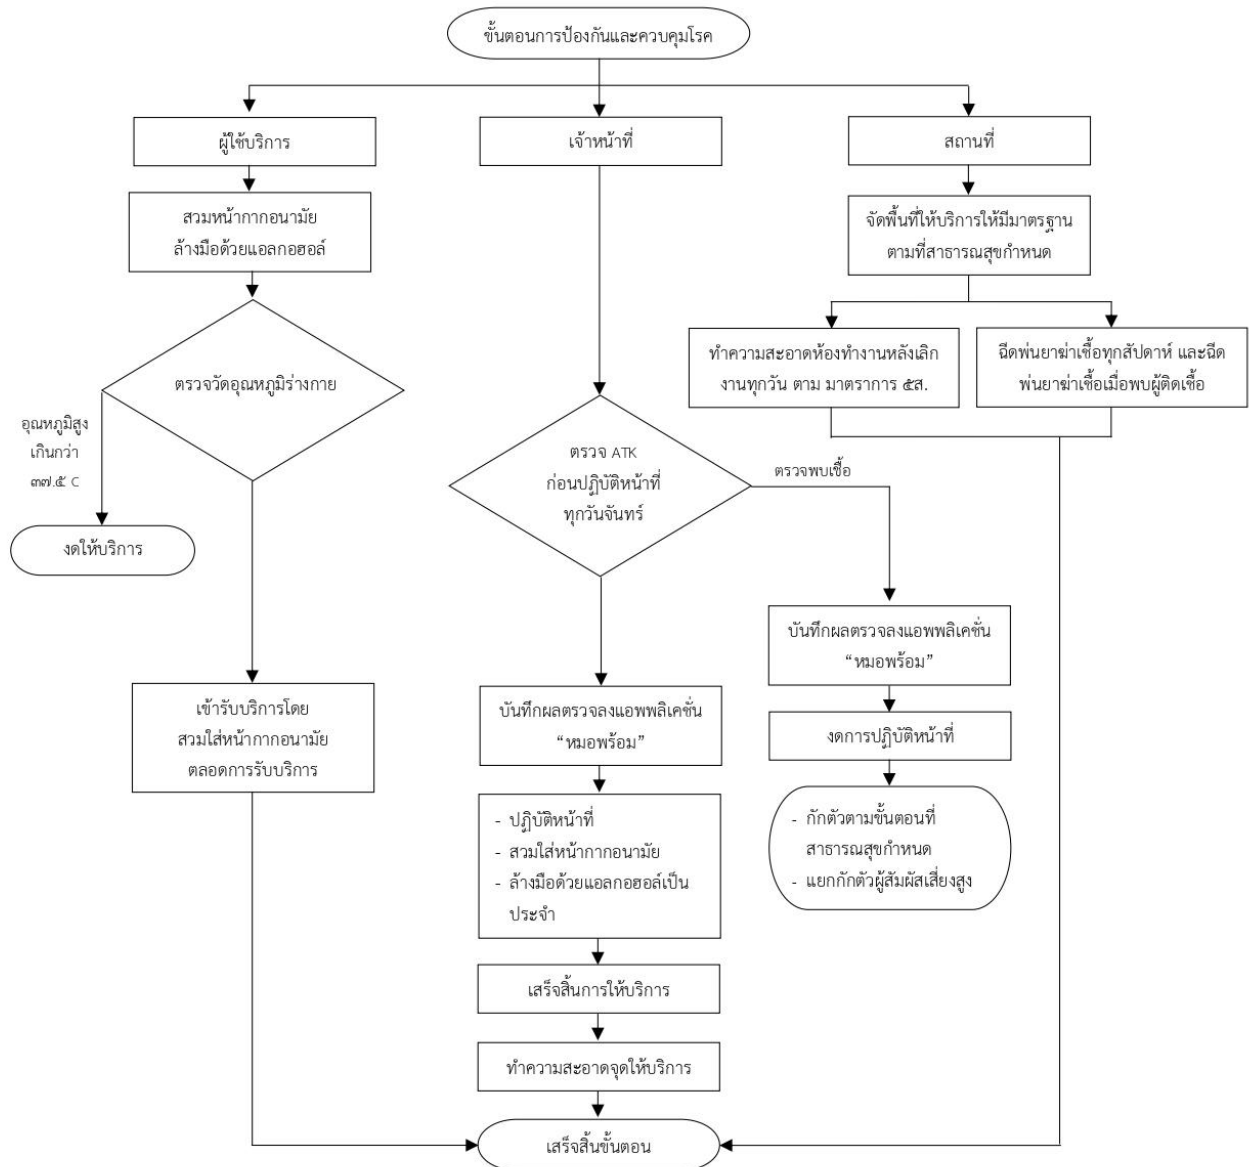 ขั้นตอนการป้องกันและควบคุมโรค
ผู้ใช้บริการ
เจ้าหน้าที่
สถานที่
สวมหน้ากากอนามัย
ล้างมือด้วยแอลกอฮอล์
จัดพื้นที่ให้บริการให้มีมาตรฐาน
ตามที่สาธารณสุขกำหนด
ตรวจวัดอุณหภูมิร่างกาย
ทำความสะอาดห้องทำงานหลังเลิก
งานทุกวัน ตาม มาตราการ ๕ส.
ฉีดพ่นยาฆ่าเชื้อทุกสัปดาห์ และฉีด
พ่นยาฆ่าเชื้อเมื่อพบผู้ติดเชื้อ
อุณหภูมิสูง
เกินกว่า
๓๗.๕ C
งดให้บริการ
ตรวจ ATK
ก่อนปฏิบัติหน้าที่
ทุกวันจันทร์
ตรวจพบเชื้อ
บันทึกผลตรวจลงแอพพลิเคชั่น
“หมอพร้อม”
งดการปฏิบัติหน้าที่
- กักตัวตามขั้นตอนที่
สาธารณสุขกำหนด
- แยกกักตัวผู้สัมผัสเสี่ยงสูง
เข้ารับบริการโดย
สวมใส่หน้ากากอนามัย
ตลอดการรับบริการ
บันทึกผลตรวจลงแอพพลิเคชั่น
“หมอพร้อม”
- ปฏิบัติหน้าที่
- สวมใส่หน้ากากอนามัย
- ล้างมือด้วยแอลกอฮอล์เป็น
ประจำ
เสร็จสิ้นการให้บริการ
ทำความสะอาดจุดให้บริการ
เสร็จสิ้นขั้นตอน